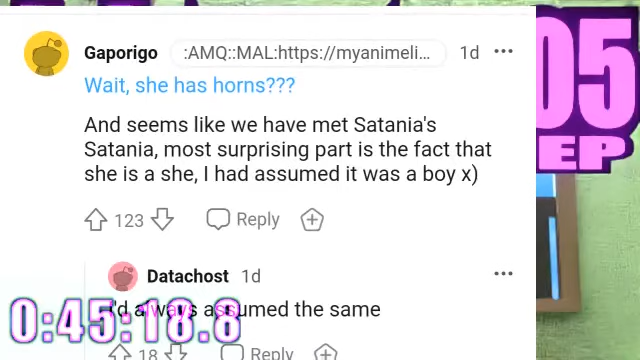 Gaporigo :AMQ::MAL:https://myanimeli... 1d
Wait, she has horns???
And seems like we have met Satania's
Satania, most surprising part is the fact that
she is a she, I had assumed it was a boy x)
123 Reply
Datachost 1d
I'd always assumed the same
18 Reply
0:45:18.8
05
EP